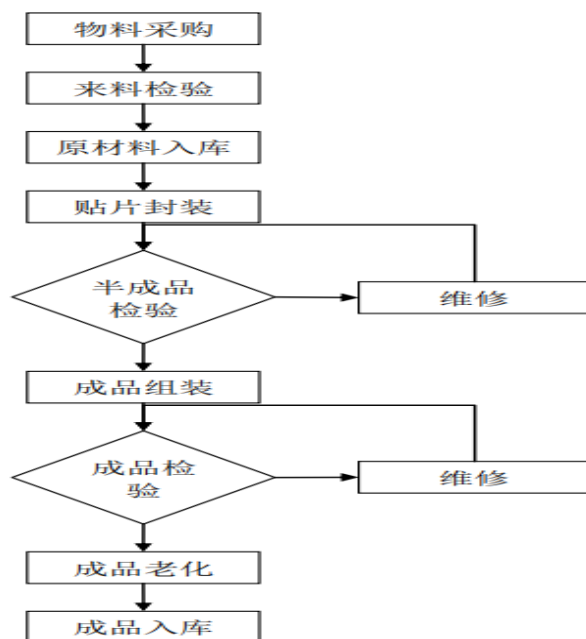 物料采购
来料检验
原材料入库
贴片封装
半成品
检验
维修
成品组装
成品检
验
维修
成品老化
成品入库